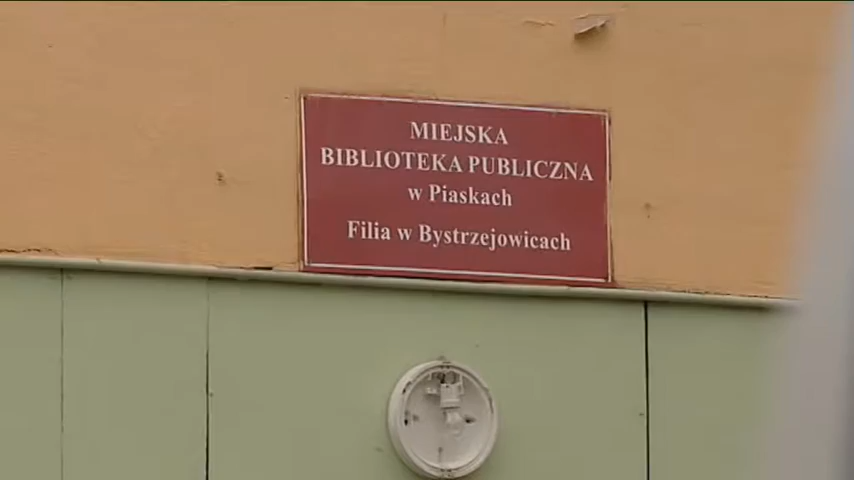 MIEJSKA
BIBLIOTEKA PUBLICZNA
w Piaskach
Filia w Bystrzejowicach